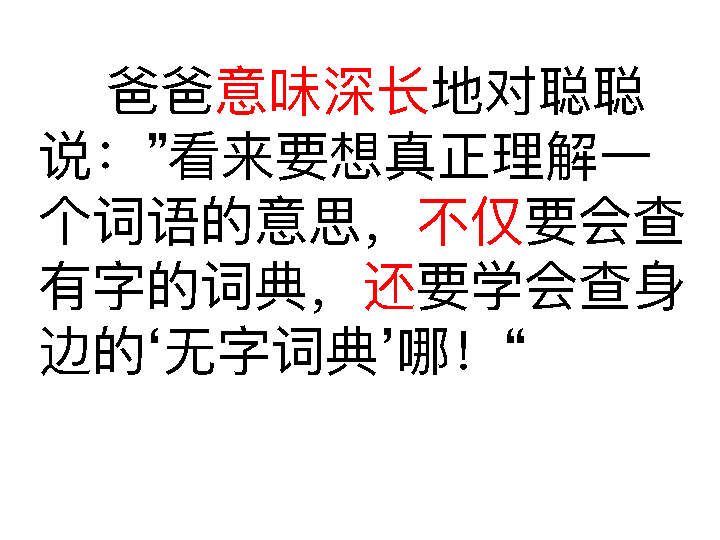 爸爸意味深长地对聪聪
说：”看来要想真正理解一
个词语的意思，不仅要会查
有字的词典，还要学会查身
边的‘无字词典’哪！“